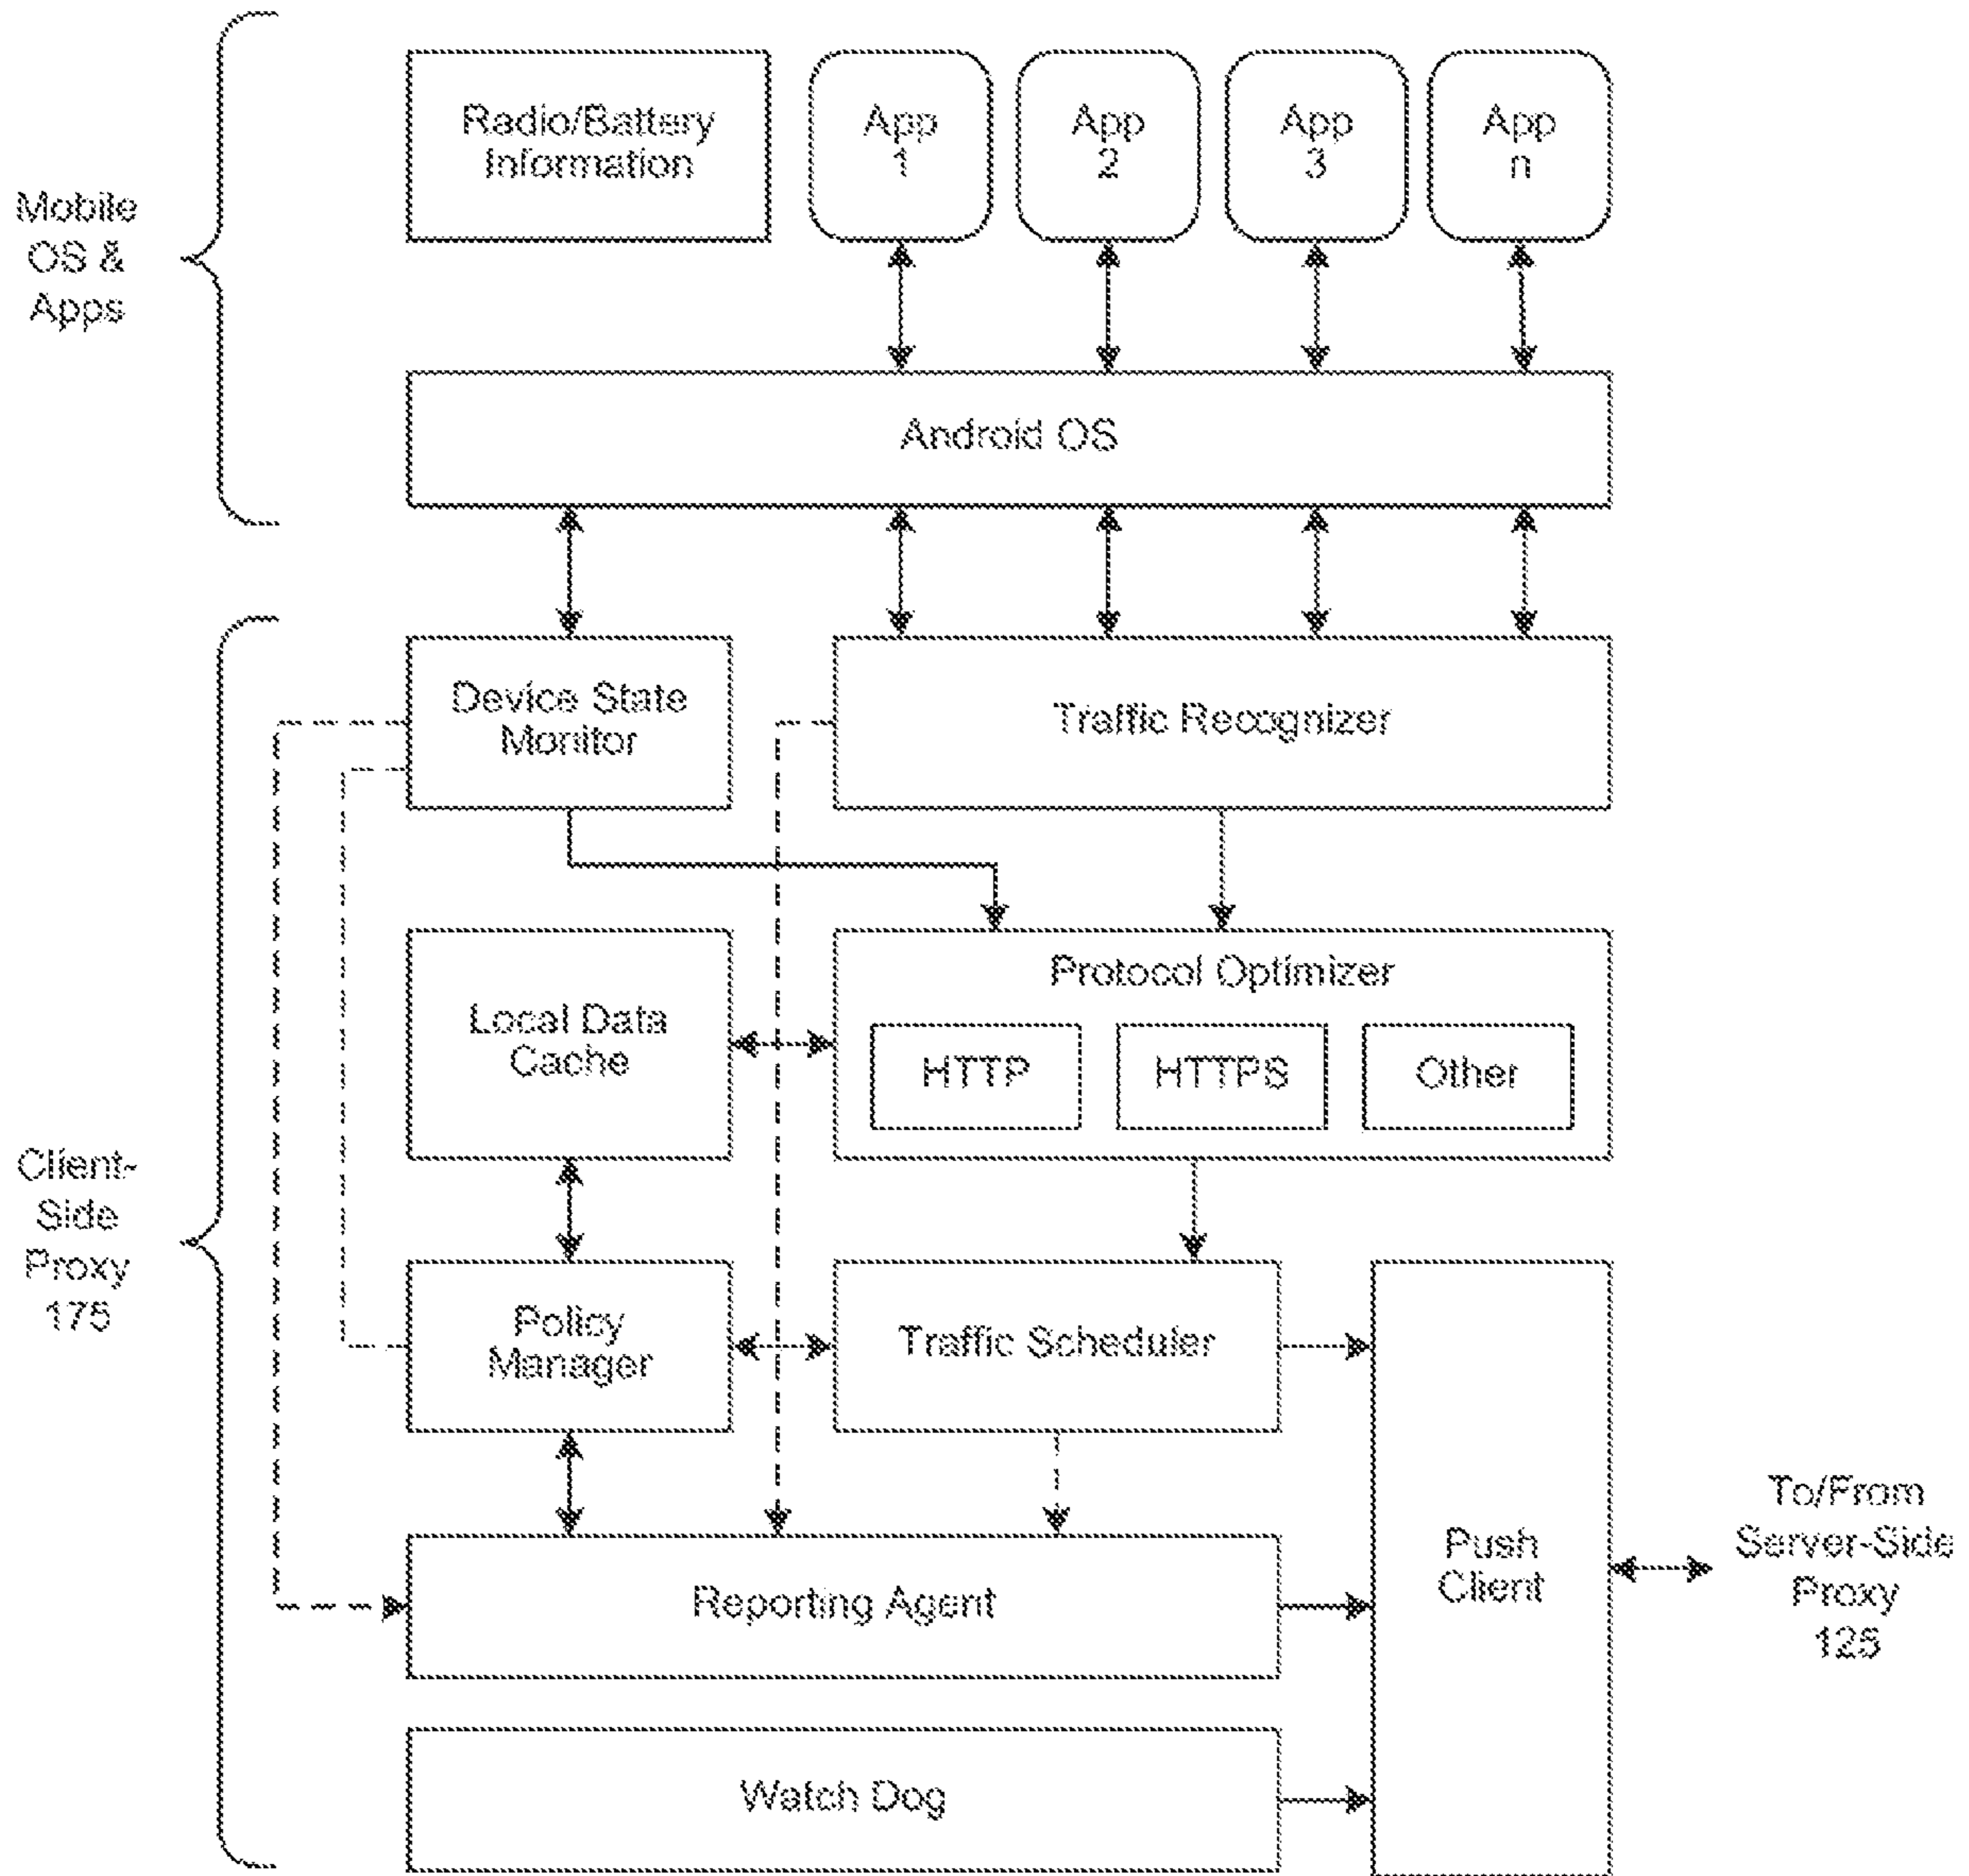 Mobile
OS &
Apps
Radio/Battery
Information
App
1
App
2
App
3
App
n
Android OS
Client-
Side
Proxy
175
Device State
Monitor
Traffic Recognizer
Local Data
Cache
Protocol Optimizer
HTTP
HTTPS
Other
Policy
Manager
Traffic Scheduler
Push
Client
Reporting Agent
Watch Dog
To/From
Server-Side
Proxy
125